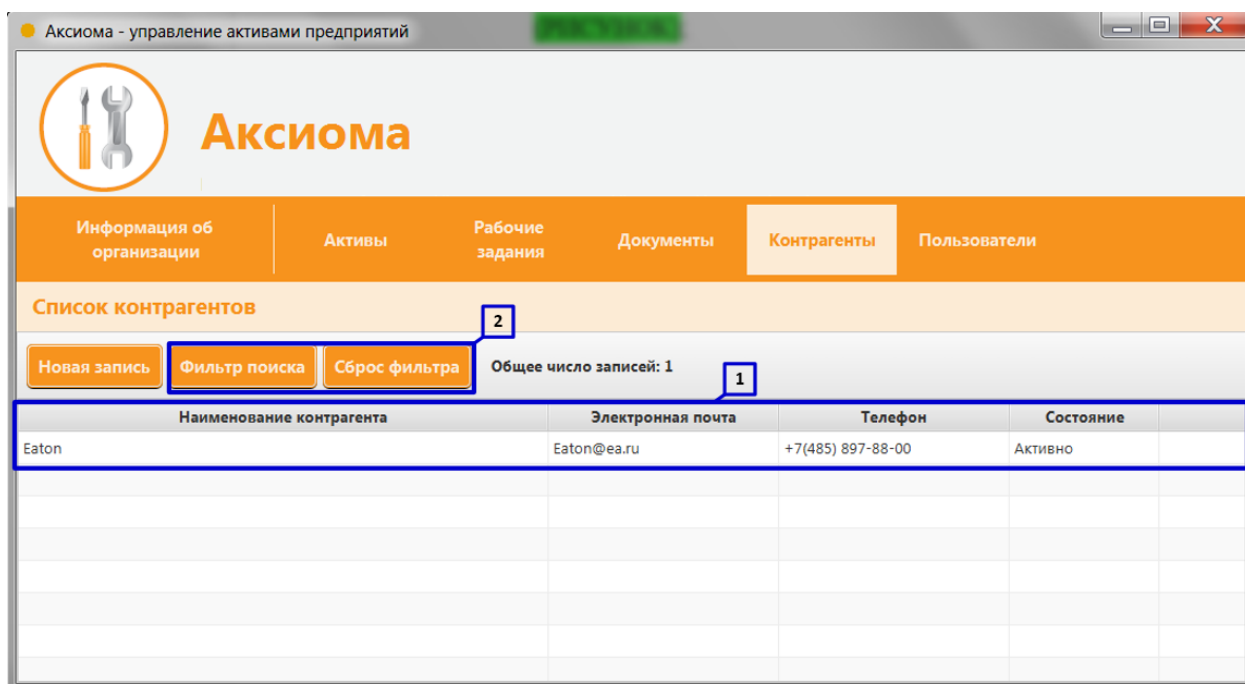 Аксиома - управление активами предприятий
Аксиома
Информация об
организации
Активы
Рабочие
задания
Документы
Контрагенты
Пользователи
Список контрагентов
2
Новая запись
Фильтр поиска
Сброс фильтра
Общее число записей: 1
1
Наименование контрагента
Электронная почта
Телефон
Состояние
Eaton
Eaton@ea.ru
+7(485) 897-88-00
Активно